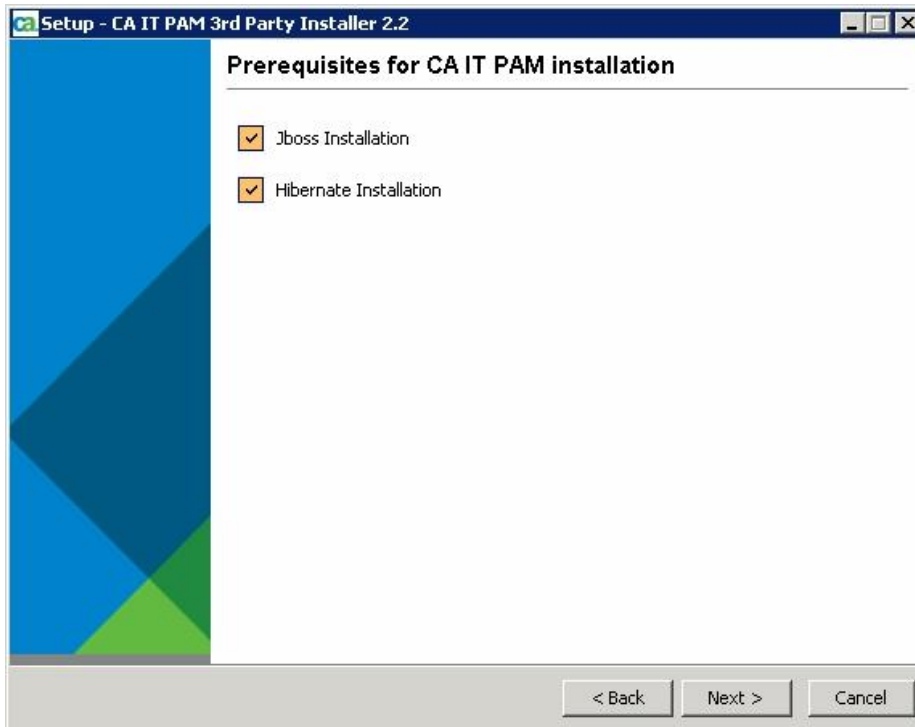 ca Setup - CA IT PAM 3rd Party Installer 2.2
Prerequisites for CA IT PAM installation
Jboss Installation
Hibernate Installation
< Back Next > Cancel